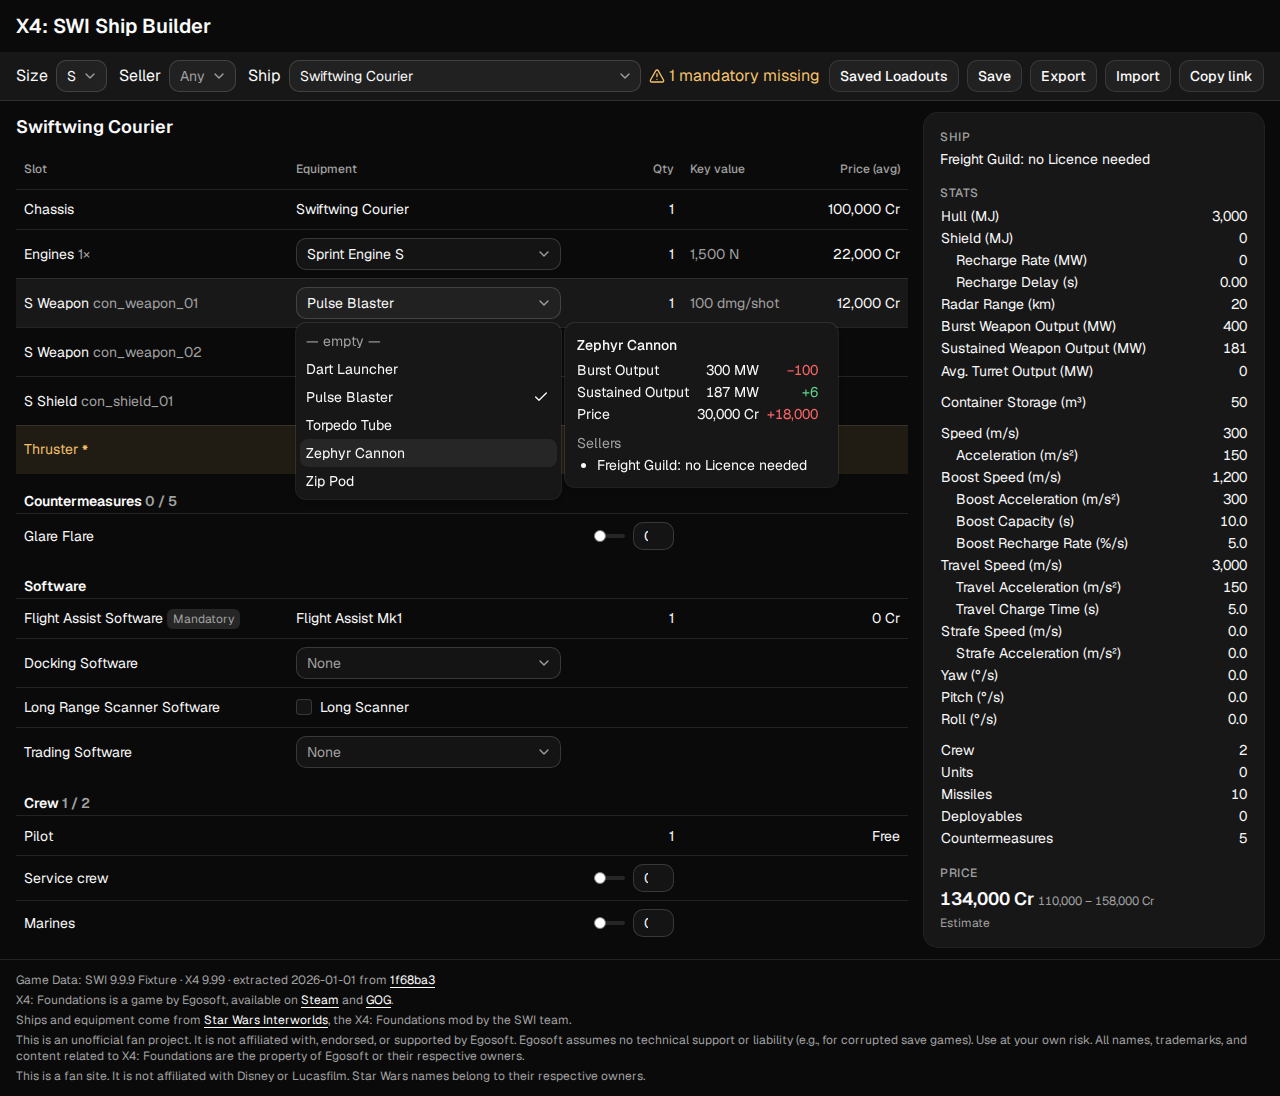 X4: SWI Ship Builder
Size S Seller Any Ship Swiftwing Courier 1 mandatory missing Saved Loadouts Save Export Import Copy link
Swiftwing Courier
Slot Equipment Qty Key value Price (avg)
Chassis Swiftwing Courier 1 100,000 Cr
Engines 1× Sprint Engine S 1 1,500 N 22,000 Cr
S Weapon con_weapon_01 Pulse Blaster 1 100 dmg/shot 12,000 Cr
S Weapon con_weapon_02
S Shield con_shield_01
Thruster *
— empty —
Dart Launcher
Pulse Blaster
Torpedo Tube
Zephyr Cannon
Zip Pod
Zephyr Cannon
Burst Output 300 MW −100
Sustained Output 187 MW +6
Price 30,000 Cr +18,000
Sellers
• Freight Guild: no Licence needed
Countermeasures 0 / 5
Glare Flare
Software
Flight Assist Software Mandatory Flight Assist Mk1 1 0 Cr
Docking Software None
Long Range Scanner Software Long Scanner
Trading Software None
Crew 1 / 2
Pilot 1 Free
Service crew
Marines
SHIP
Freight Guild: no Licence needed
STATS
Hull (MJ) 3,000
Shield (MJ) 0
Recharge Rate (MW) 0
Recharge Delay (s) 0.00
Radar Range (km) 20
Burst Weapon Output (MW) 400
Sustained Weapon Output (MW) 181
Avg. Turret Output (MW) 0
Container Storage (m³) 50
Speed (m/s) 300
Acceleration (m/s²) 150
Boost Speed (m/s) 1,200
Boost Acceleration (m/s²) 300
Boost Capacity (s) 10.0
Boost Recharge Rate (%/s) 5.0
Travel Speed (m/s) 3,000
Travel Acceleration (m/s²) 150
Travel Charge Time (s) 5.0
Strafe Speed (m/s) 0.0
Strafe Acceleration (m/s²) 0.0
Yaw (°/s) 0.0
Pitch (°/s) 0.0
Roll (°/s) 0.0
Crew 2
Units 0
Missiles 10
Deployables 0
Countermeasures 5
PRICE
134,000 Cr 110,000 – 158,000 Cr
Estimate
Game Data: SWI 9.9.9 Fixture · X4 9.99 · extracted 2026-01-01 from 1f68ba3
X4: Foundations is a game by Egosoft, available on Steam and GOG.
Ships and equipment come from Star Wars Interworlds, the X4: Foundations mod by the SWI team.
This is an unofficial fan project. It is not affiliated with, endorsed, or supported by Egosoft. Egosoft assumes no technical support or liability (e.g., for corrupted save games). Use at your own risk. All names, trademarks, and
content related to X4: Foundations are the property of Egosoft or their respective owners.
This is a fan site. It is not affiliated with Disney or Lucasfilm. Star Wars names belong to their respective owners.